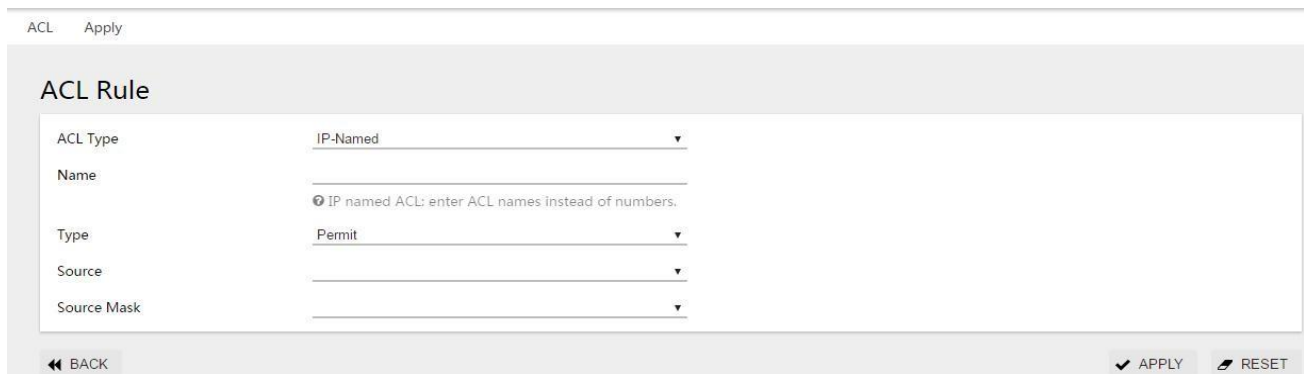 ACL Apply
ACL Rule
ACL Type IP-Named
Name
IP named ACL: enter ACL names instead of numbers.
Type Permit
Source
Source Mask
BACK APPLY RESET